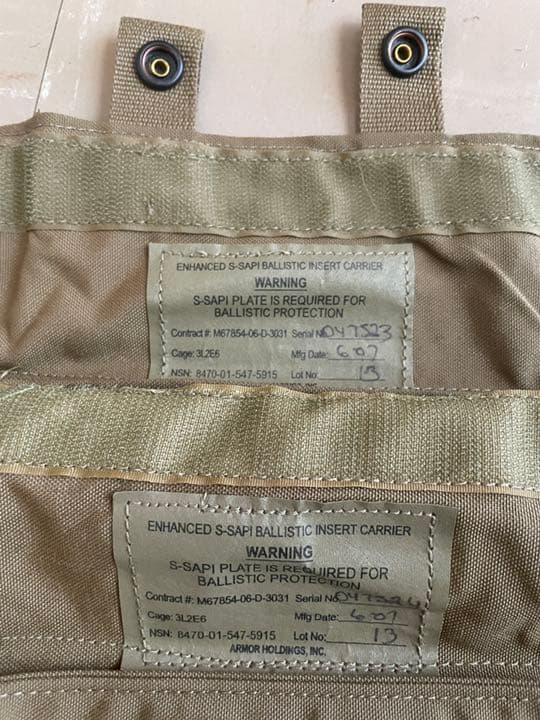 ENHANCED S-SAPI BALLISTIC INSERT CARRIER
WARNING
S-SAPI PLATE IS REQUIRED FOR
BALLISTIC PROTECTION
Contract #: M67854-06-D-3031 Serial No. 047523
Cage: 3L2E6 Mfg Date: 6 07
NSN: 8470-01-547-5915 Lot No: 13
ENHANCED S-SAPI BALLISTIC INSERT CARRIER
WARNING
S-SAPI PLATE IS REQUIRED FOR
BALLISTIC PROTECTION
Contract #: M67854-06-D-3031 Serial No.
Cage: 3L2E6 Mfg Date: 6 07
NSN: 8470-01-547-5915 Lot No: 13
ARMOR HOLDINGS, INC.